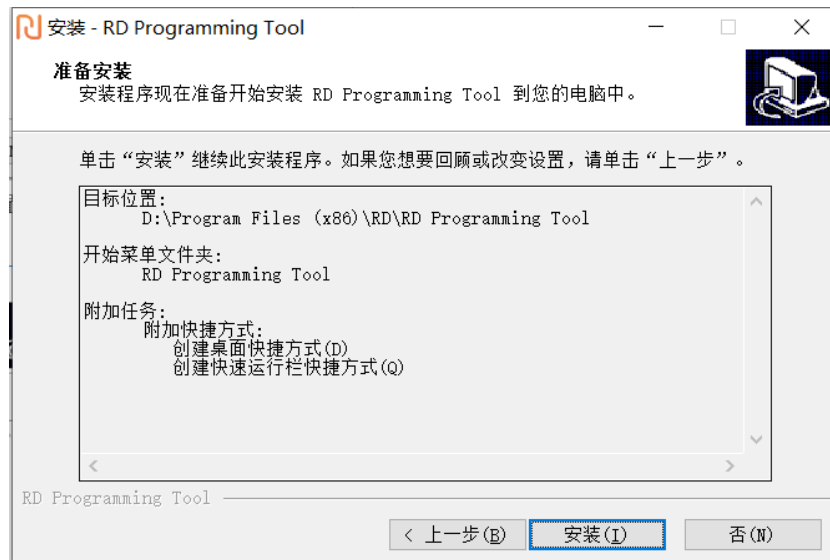 安装 - RD Programming Tool
准备安装
安装程序现在准备开始安装 RD Programming Tool 到您的电脑中。
单击“安装”继续此安装程序。如果您想要回顾或改变设置，请单击“上一步”。
目标位置:
D:\Program Files (x86)\RD\RD Programming Tool
开始菜单文件夹:
RD Programming Tool
附加任务:
附加快捷方式:
创建桌面快捷方式(D)
创建快速运行栏快捷方式(Q)
RD Programming Tool
< 上一步(B) 安装(I) 否(N)